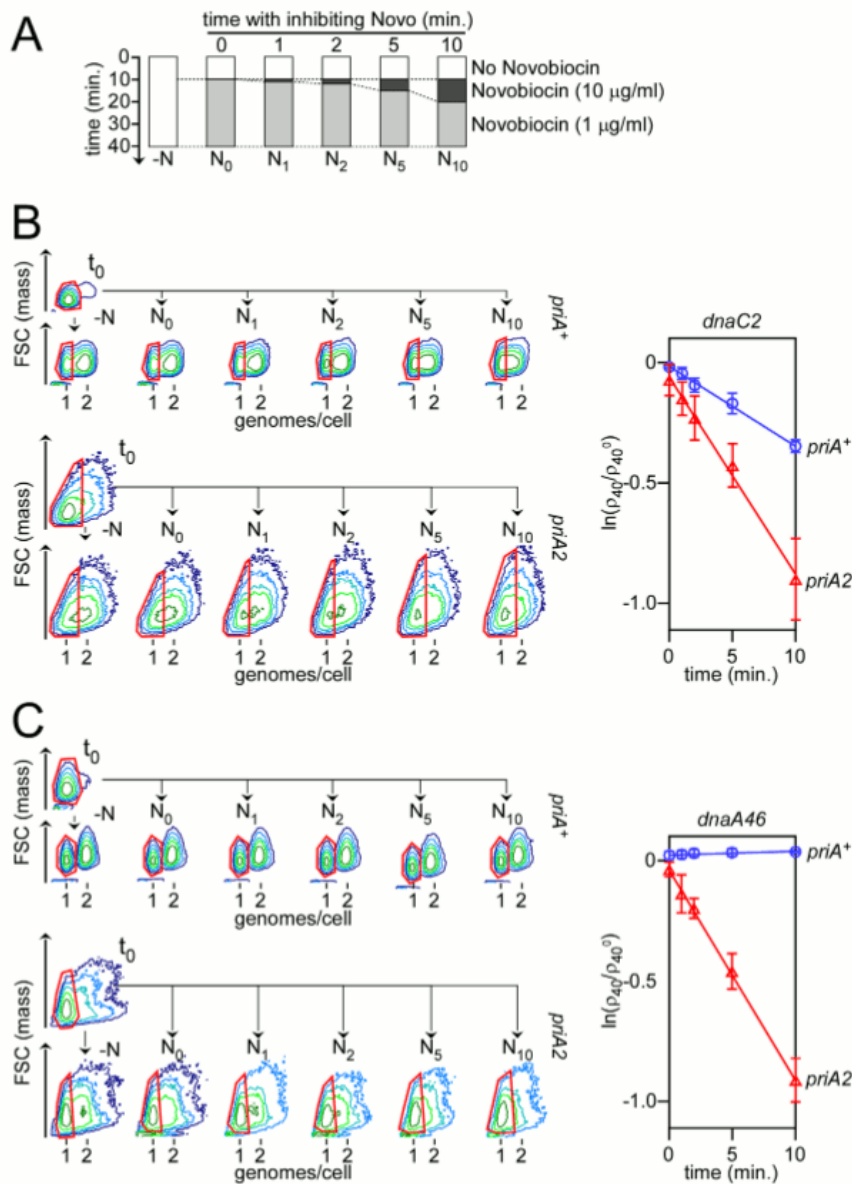 A
time with inhibiting Novo (min.)
0 1 2 5 10
time (min.)
0
10
20
30
40
No Novobiocin
Novobiocin (10 µg/ml)
Novobiocin (1 µg/ml)
-N N0 N1 N2 N5 N10
B
FSC (mass)
t0
-N N0 N1 N2 N5 N10
priA+
FSC (mass)
1 2 1 2 1 2 1 2 1 2 1 2
genomes/cell
FSC (mass)
t0
-N N0 N1 N2 N5 N10
priA2
FSC (mass)
1 2 1 2 1 2 1 2 1 2 1 2
genomes/cell
dnaC2
ln(ρ40/ρ40⁰)
0
-0.5
-1.0
priA+
priA2
0 5 10
time (min.)
C
FSC (mass)
t0
-N N0 N1 N2 N5 N10
priA+
FSC (mass)
1 2 1 2 1 2 1 2 1 2 1 2
genomes/cell
FSC (mass)
t0
-N N0 N1 N2 N5 N10
priA2
FSC (mass)
1 2 1 2 1 2 1 2 1 2 1 2
genomes/cell
dnaA46
ln(ρ40/ρ40⁰)
0
-0.5
-1.0
priA+
priA2
0 5 10
time (min.)